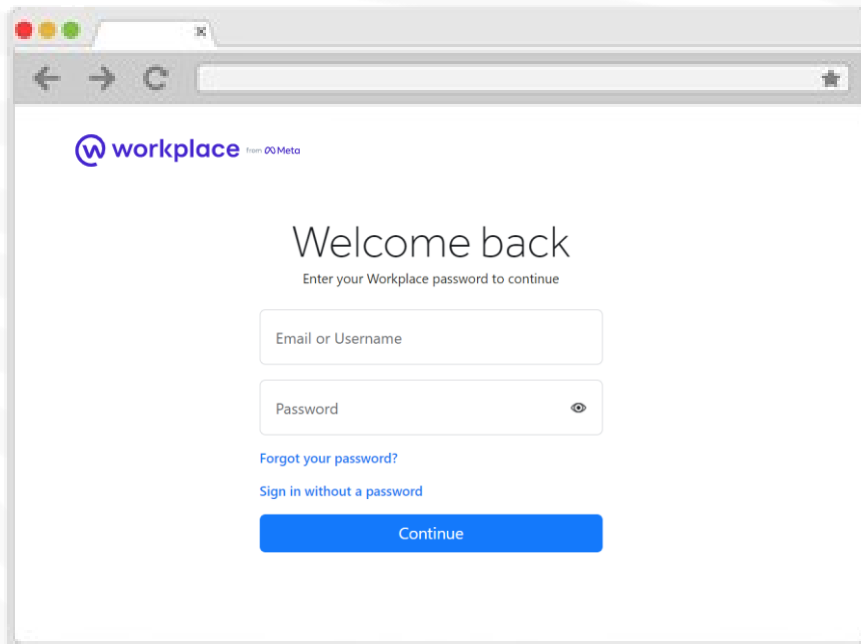 workplace from Meta
Welcome back
Enter your Workplace password to continue
Email or Username
Password
Forgot your password?
Sign in without a password
Continue